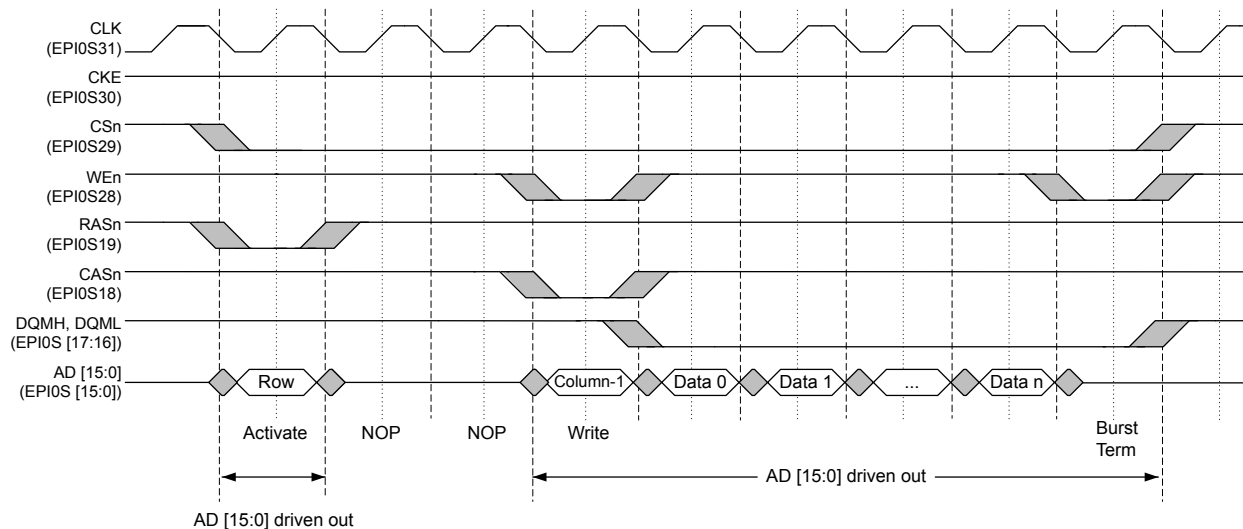 CLK
(EPI0S31)
CKE
(EPI0S30)
CSn
(EPI0S29)
WEn
(EPI0S28)
RASn
(EPI0S19)
CASn
(EPI0S18)
DQMH, DQML
(EPI0S [17:16])
AD [15:0]
(EPI0S [15:0])
Row
Column-1
Data 0
Data 1
...
Data n
Activate
NOP
NOP
Write
Burst
Term
AD [15:0] driven out
AD [15:0] driven out